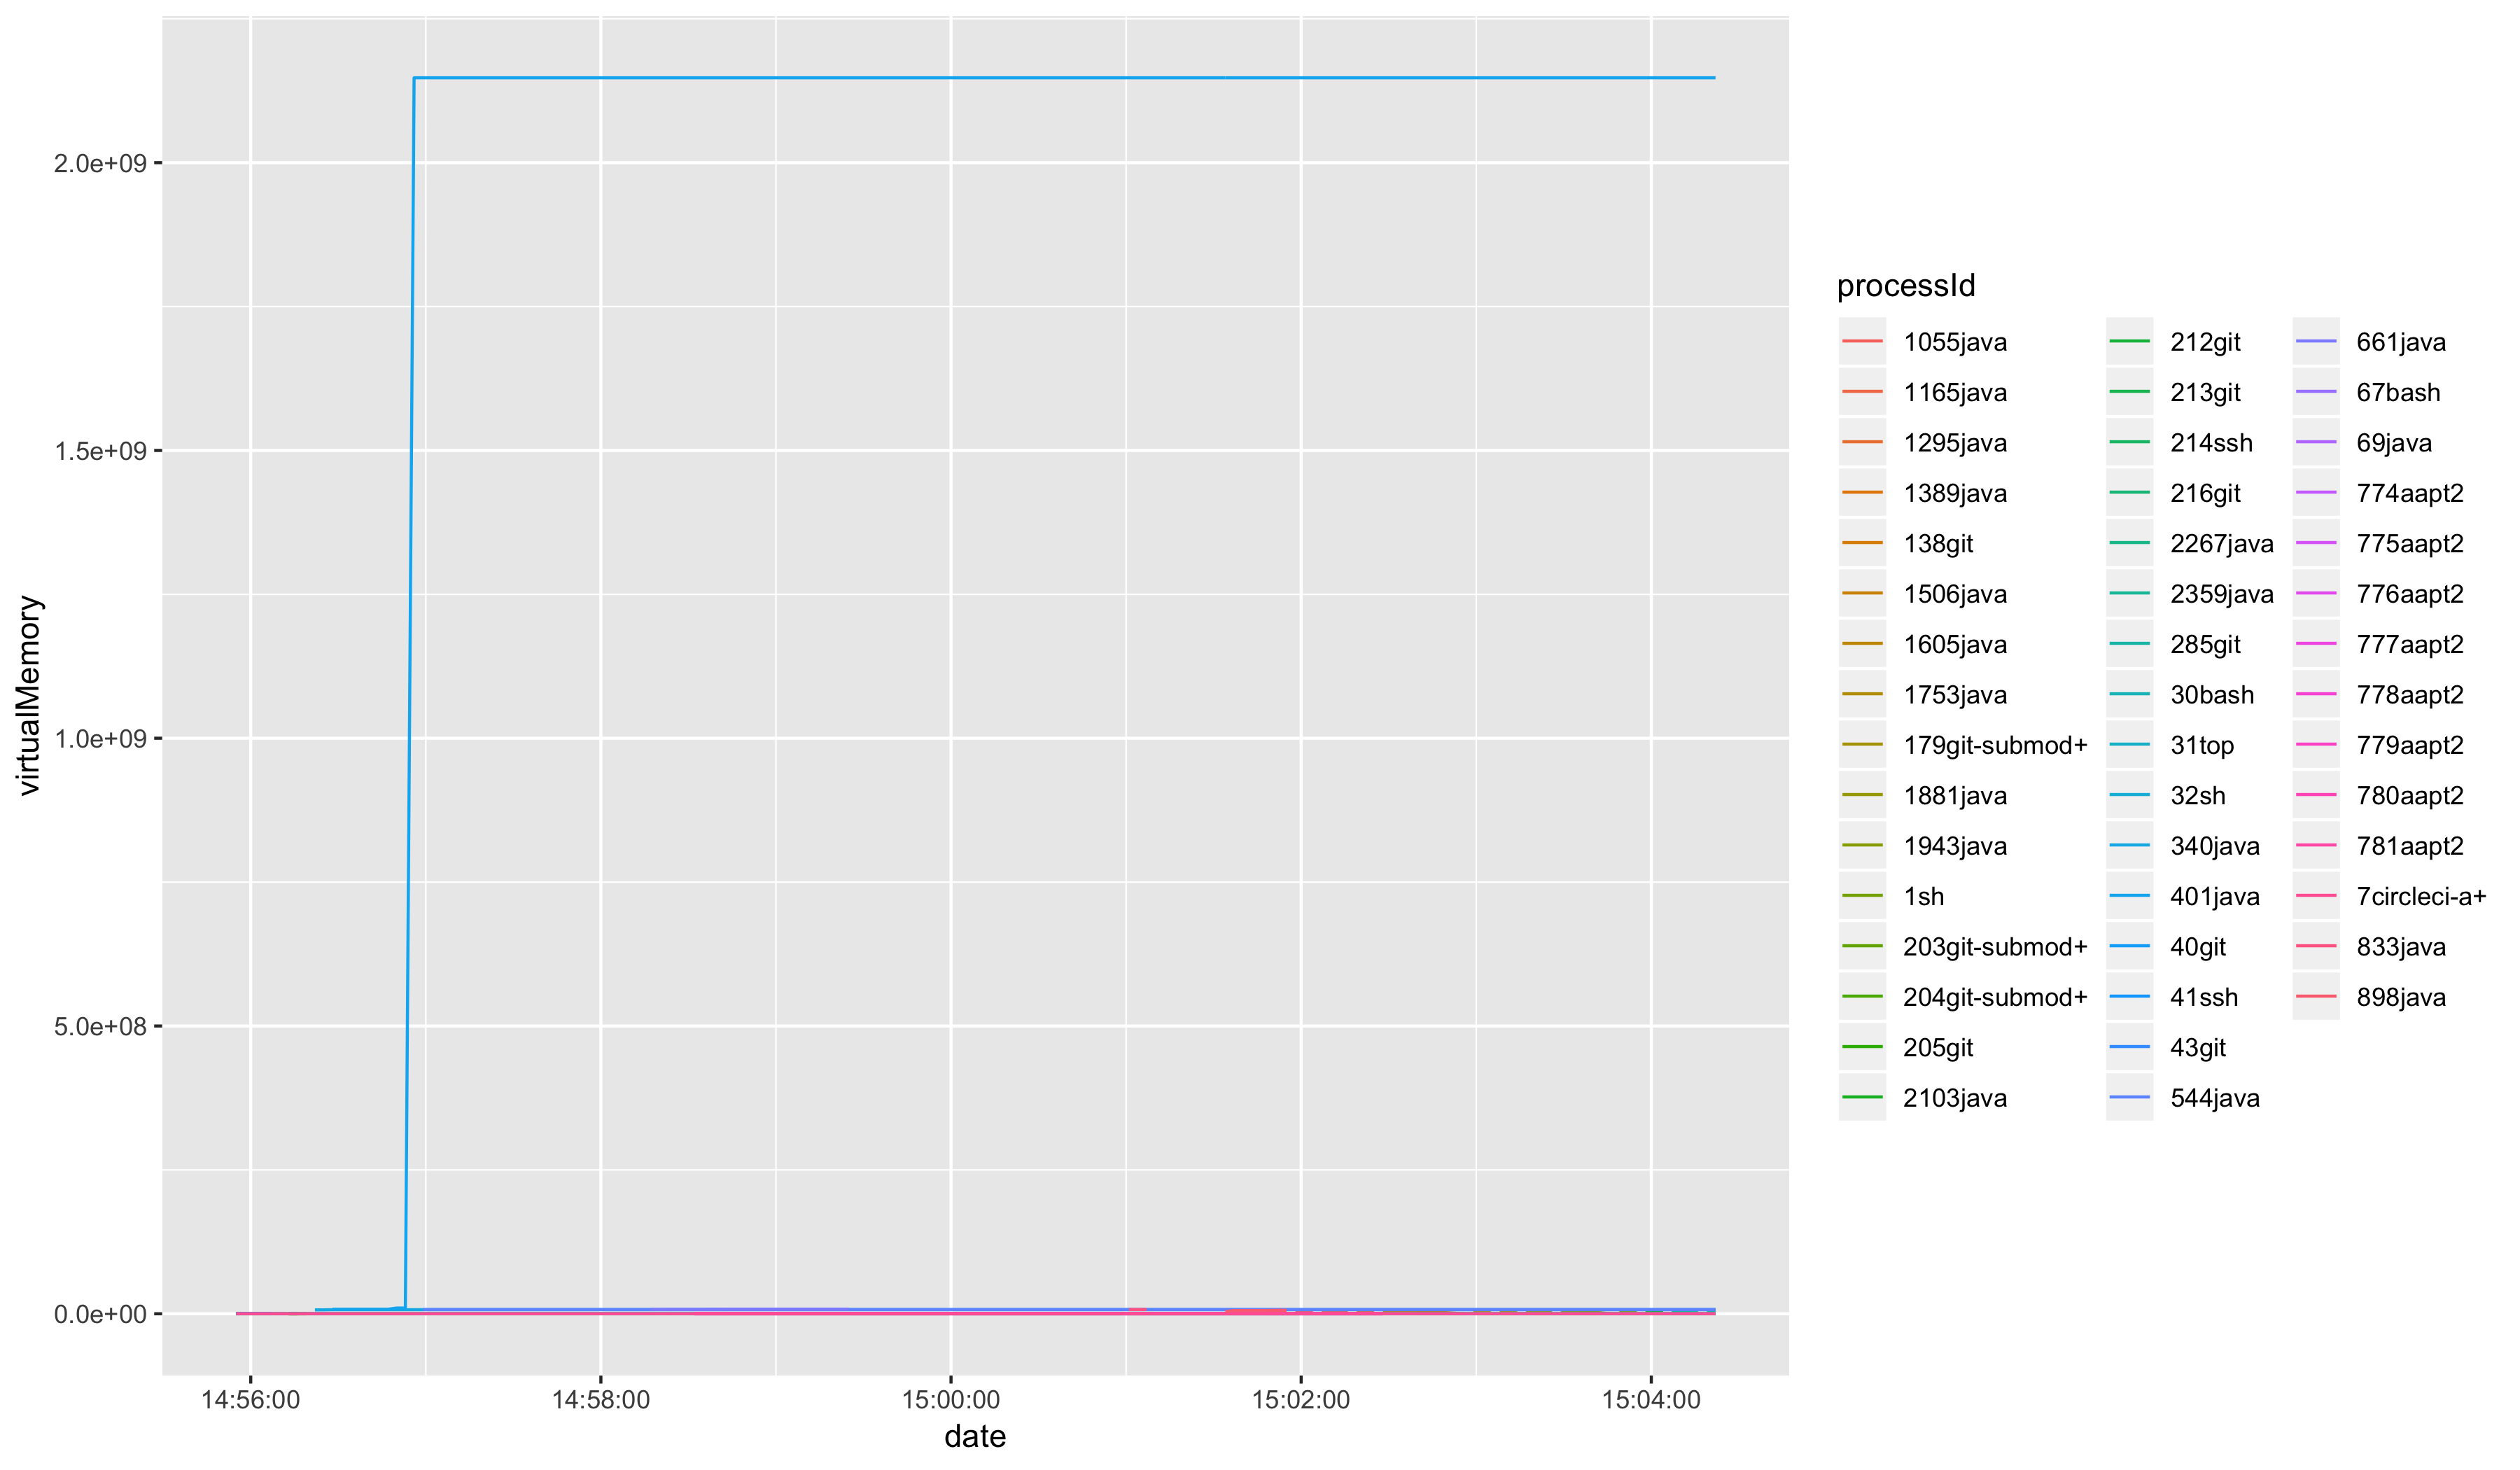 virtualMemory
2.0e+09
1.5e+09
1.0e+09
5.0e+08
0.0e+00
14:56:00
14:58:00
15:00:00
15:02:00
15:04:00
date
processId
1055java
1165java
1295java
1389java
138git
1506java
1605java
1753java
179git-submod+
1881java
1943java
1sh
203git-submod+
204git-submod+
205git
2103java
212git
213git
214ssh
216git
2267java
2359java
285git
30bash
31top
32sh
340java
401java
40git
41ssh
43git
544java
661java
67bash
69java
774aapt2
775aapt2
776aapt2
777aapt2
778aapt2
779aapt2
780aapt2
781aapt2
7circleci-a+
833java
898java